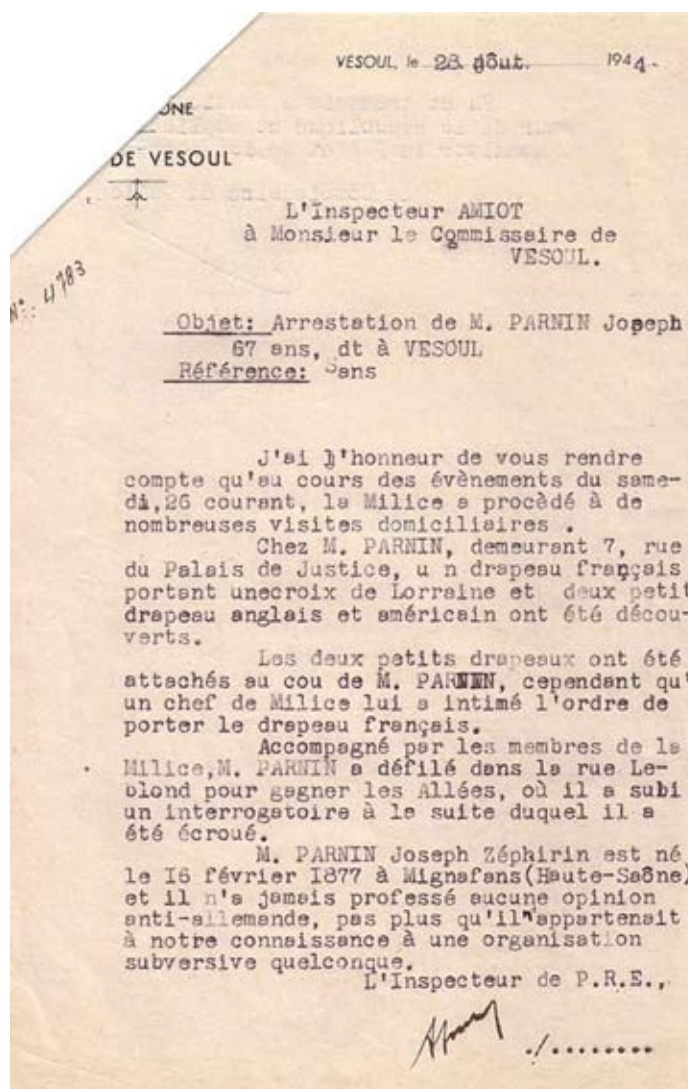 VESOUL, le 28 Aôut. 1944.
ONE
DE VESOUL
L'Inspecteur AMIOT
à Monsieur le Commissaire de
VESOUL.
N°: 4783
Objet: Arrestation de M. PARNIN Joseph
67 ans, dt à VESOUL
Référence: Sans
J'ai l'honneur de vous rendre
compte qu'au cours des évènements du same-
di,26 courant, la Milice a procèdé à de
nombreuses visites domiciliaires .
Chez M. PARNIN, demeurant 7, rue
du Palais de Justice, u n drapeau français
portant unecroix de Lorraine et deux petit
drapeau anglais et américain ont été décou-
verts.
Les deux petits drapeaux ont été
attachés au cou de M. PARNIN, cependant qu'
un chef de Milice lui a intimé l'ordre de
porter le drapeau français.
Accompagné par les membres de la
Milice,M. PARNIN a défilé dans la rue Le-
blond pour gagner les Allées, où il a subi
un interrogatoire à la suite duquel il a
été écroué.
M. PARNIN Joseph Zéphirin est né
le I6 février I877 à Mignafans(Haute-Saône)
et il n'a jamais professé aucune opinion
anti-allemande, pas plus qu'il n'appartenait
à notre connaissance à une organisation
subversive quelconque.
L'Inspecteur de P.R.E.,
./........